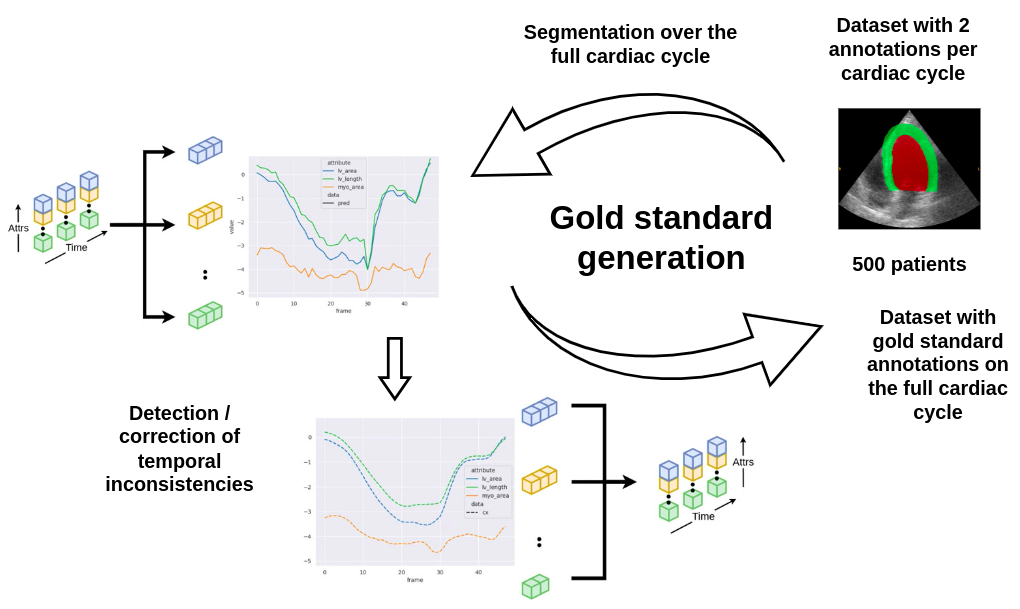 Segmentation over the
full cardiac cycle
Dataset with 2
annotations per
cardiac cycle
Attrs
Time
attribute
lv_area
lv_length
myo_area
data
pred
value
0
−1
−2
−3
−4
−5
0
10
20
30
40
frame
Gold standard
generation
500 patients
Dataset with
gold standard
annotations on
the full cardiac
cycle
Detection /
correction of
temporal
inconsistencies
0
−1
−2
−3
−4
−5
attribute
lv_area
lv_length
myo_area
data
cx
0
10
20
30
40
frame
Attrs
Time